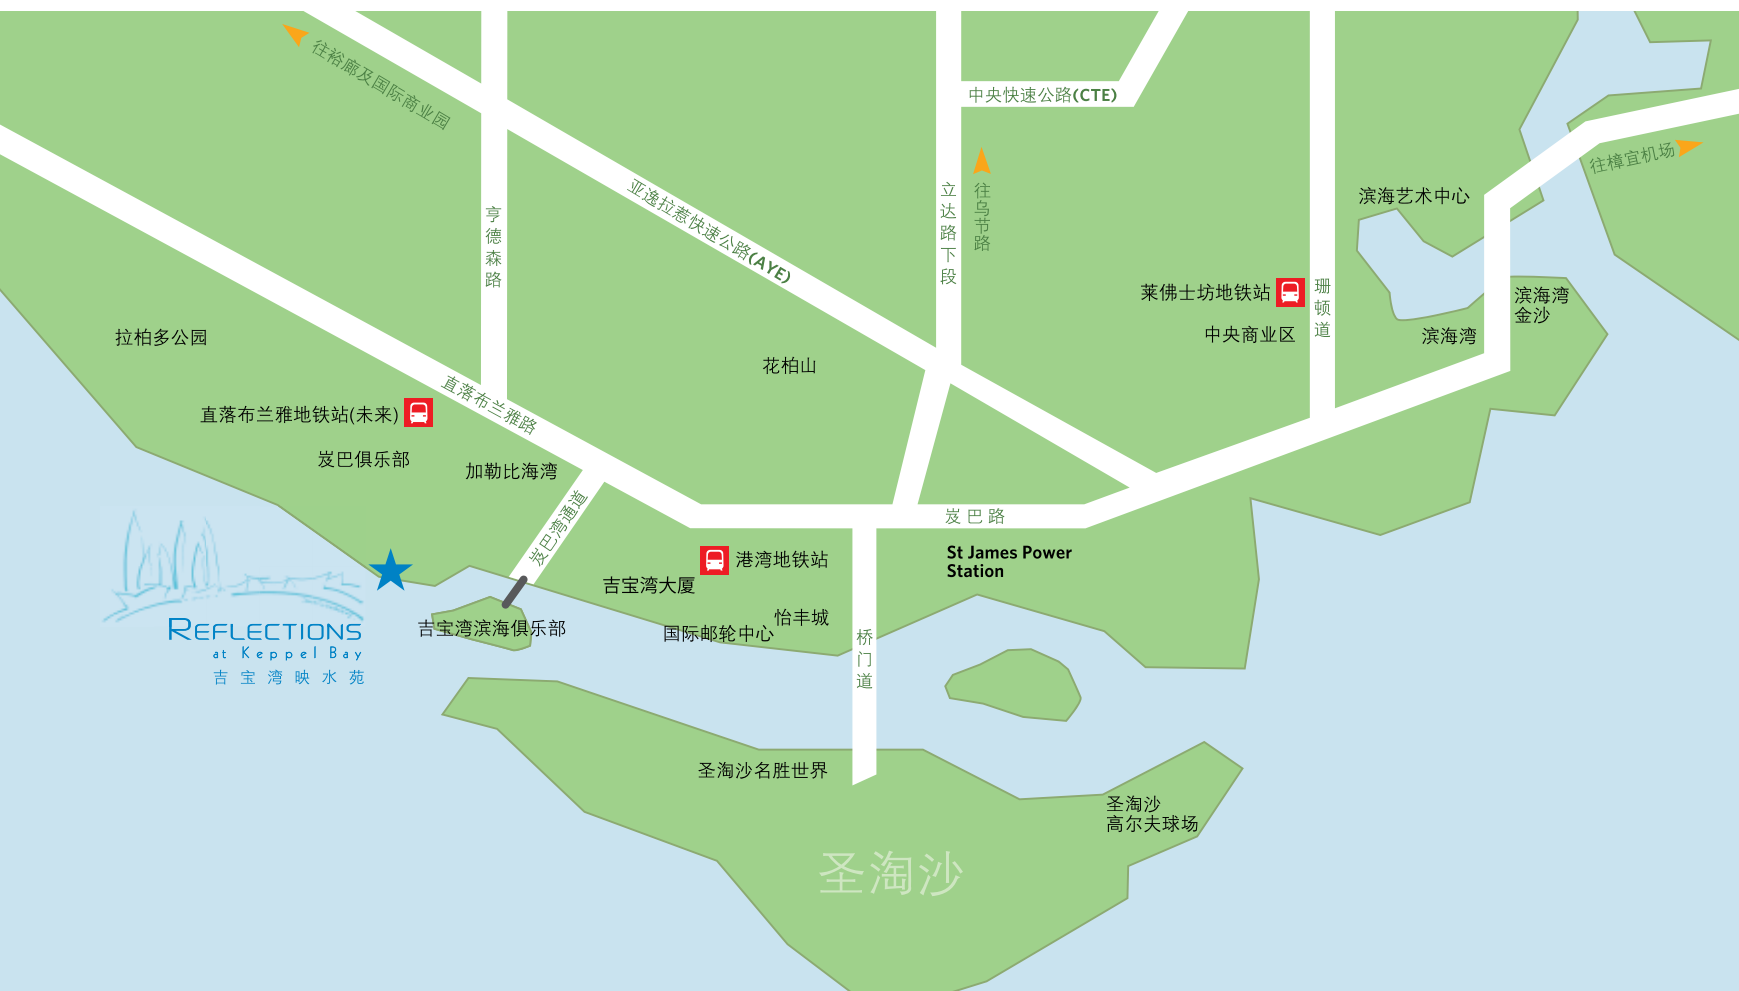 往裕廊及国际商业园
中央快速公路(CTE)
往樟宜机场
亚逸拉惹快速公路(AYE)
立达路下段
往乌节路
滨海艺术中心
亨德森路
莱佛士坊地铁站
珊顿道
滨海湾
金沙
中央商业区
滨海湾
拉柏多公园
花柏山
直落布兰雅路
直落布兰雅地铁站(未来)
岌巴俱乐部
加勒比海湾
岌巴湾通道
岌巴路
St James Power
Station
港湾地铁站
吉宝湾大厦
怡丰城
国际邮轮中心
吉宝湾滨海俱乐部
桥门道
REFLECTIONS
at Keppel Bay
吉宝湾映水苑
圣淘沙名胜世界
圣淘沙
高尔夫球场
圣淘沙